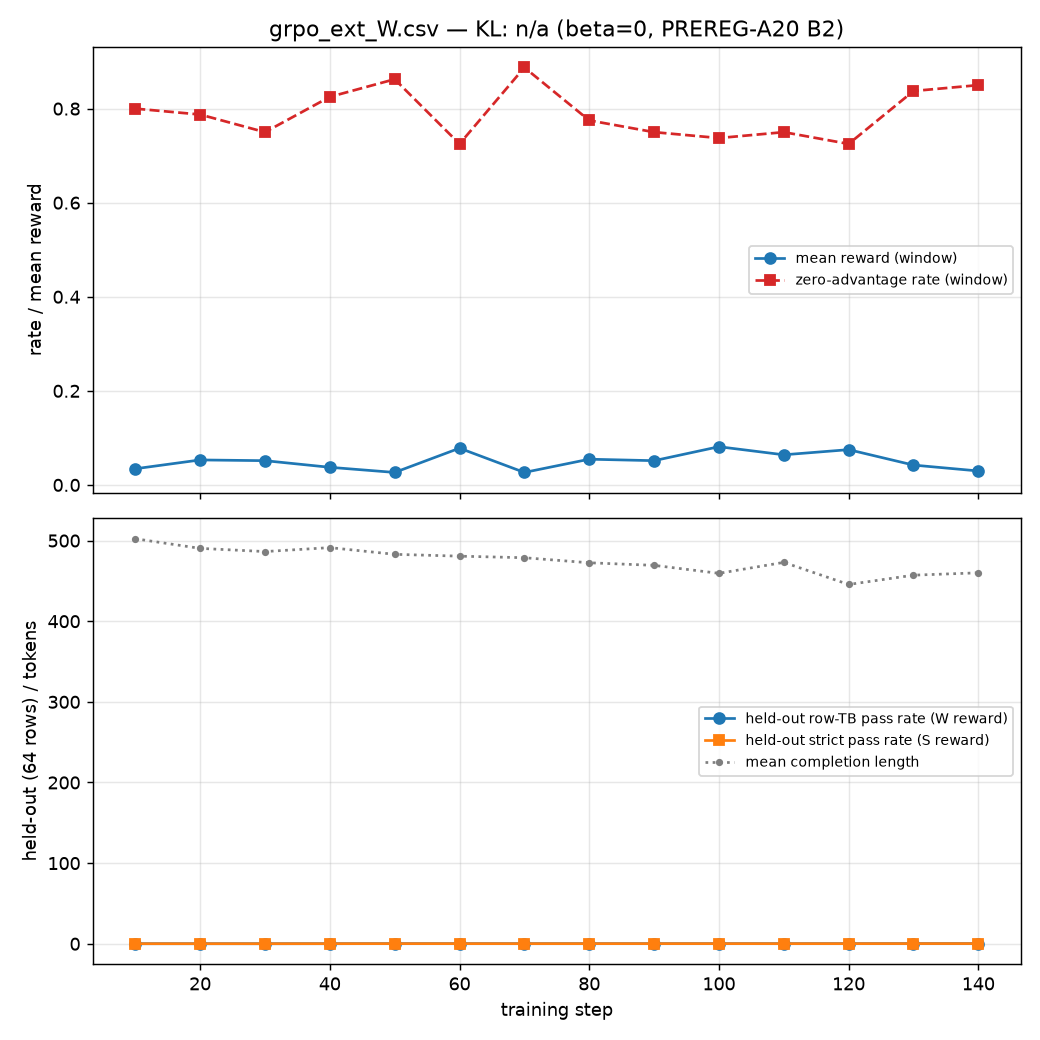 grpo_ext_W.csv — KL: n/a (beta=0, PREREG-A20 B2)
rate / mean reward
0.8
0.6
0.4
0.2
0.0
mean reward (window)
zero-advantage rate (window)
held-out (64 rows) / tokens
500
400
300
200
100
0
held-out row-TB pass rate (W reward)
held-out strict pass rate (S reward)
mean completion length
20 40 60 80 100 120 140
training step